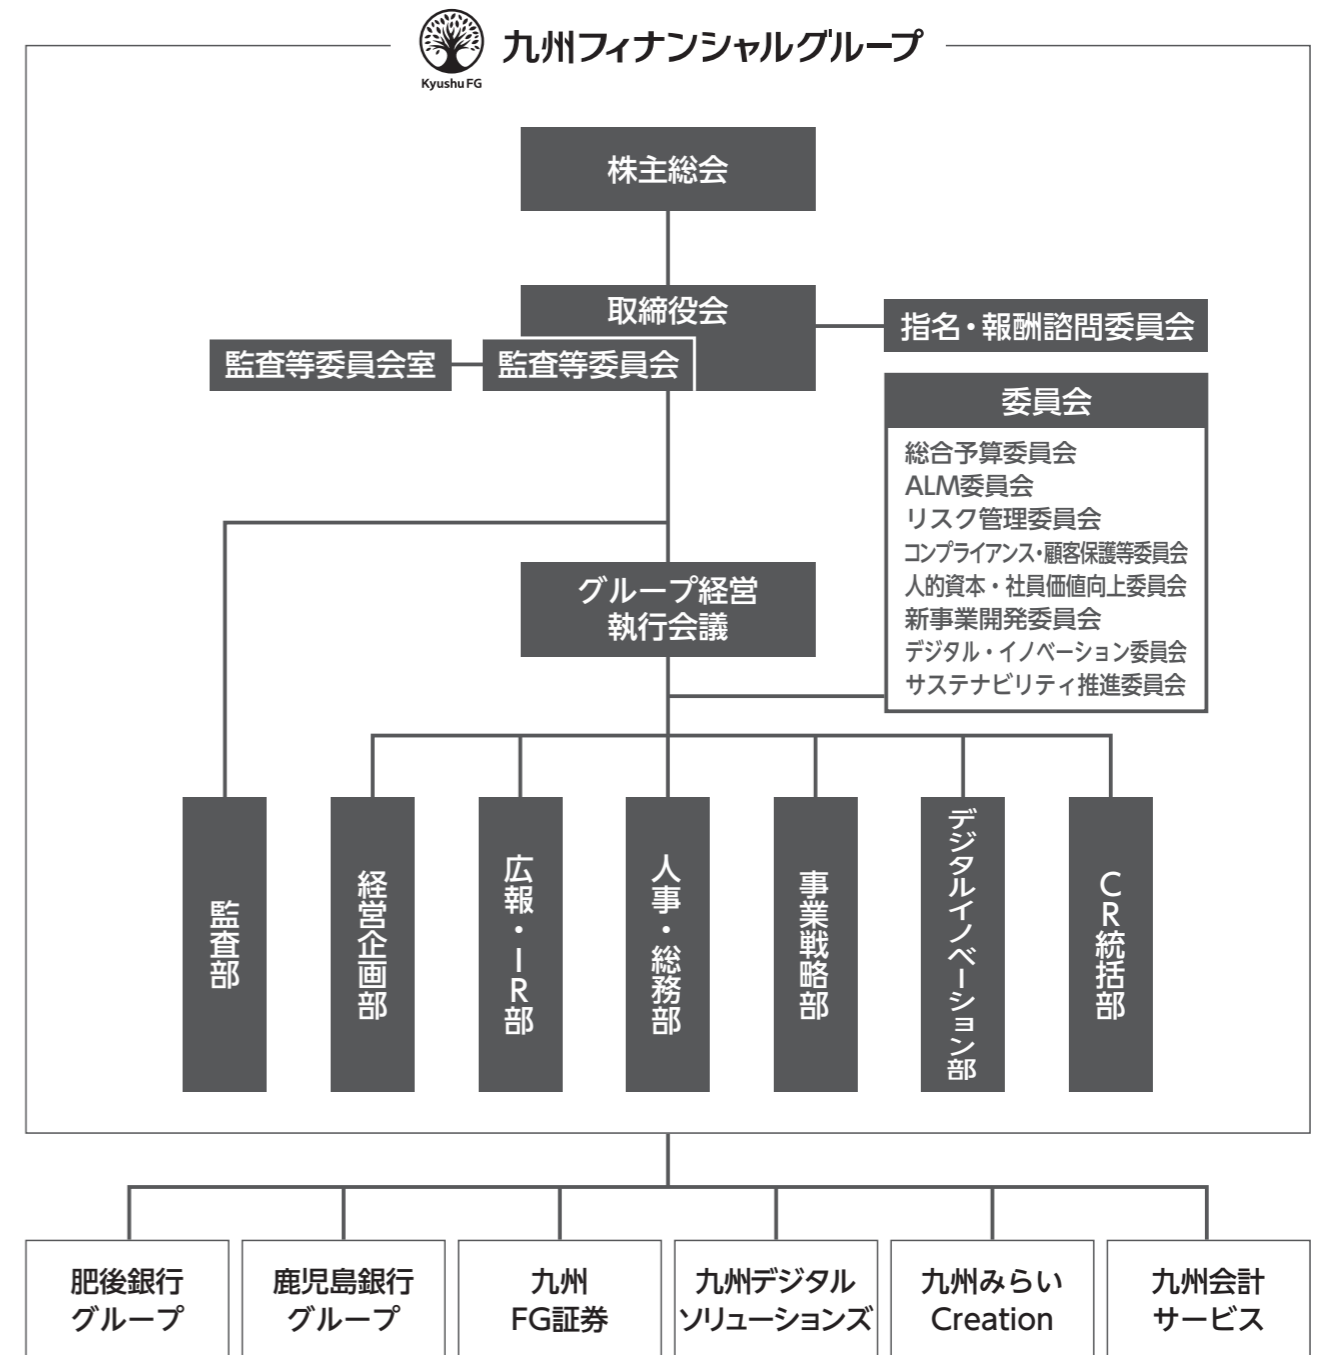 九州フィナンシャルグループ
Kyushu FG
株主総会
取締役会
指名・報酬諮問委員会
監査等委員会室
監査等委員会
委員会
総合予算委員会
ALM委員会
リスク管理委員会
コンプライアンス・顧客保護等委員会
人的資本・社員価値向上委員会
新事業開発委員会
デジタル・イノベーション委員会
サステナビリティ推進委員会
グループ経営
執行会議
監査部
経営企画部
広報・IR部
人事・総務部
事業戦略部
デジタルイノベーション部
CR統括部
肥後銀行
グループ
鹿児島銀行
グループ
九州
FG証券
九州デジタル
ソリューションズ
九州みらい
Creation
九州会計
サービス